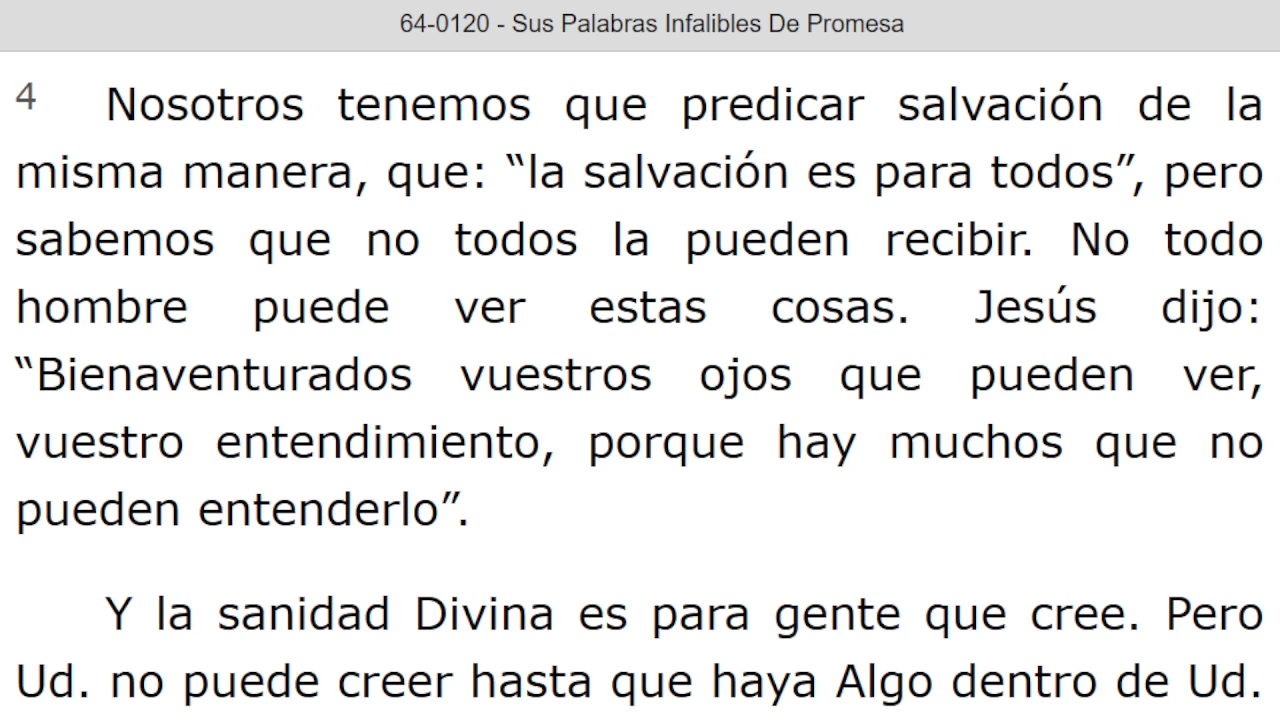 64-0120 - Sus Palabras Infalibles De Promesa
4 Nosotros tenemos que predicar salvación de la
misma manera, que: “la salvación es para todos”, pero
sabemos que no todos la pueden recibir. No todo
hombre puede ver estas cosas. Jesús dijo:
“Bienaventurados vuestros ojos que pueden ver,
vuestro entendimiento, porque hay muchos que no
pueden entenderlo”.
Y la sanidad Divina es para gente que cree. Pero
Ud. no puede creer hasta que haya Algo dentro de Ud.